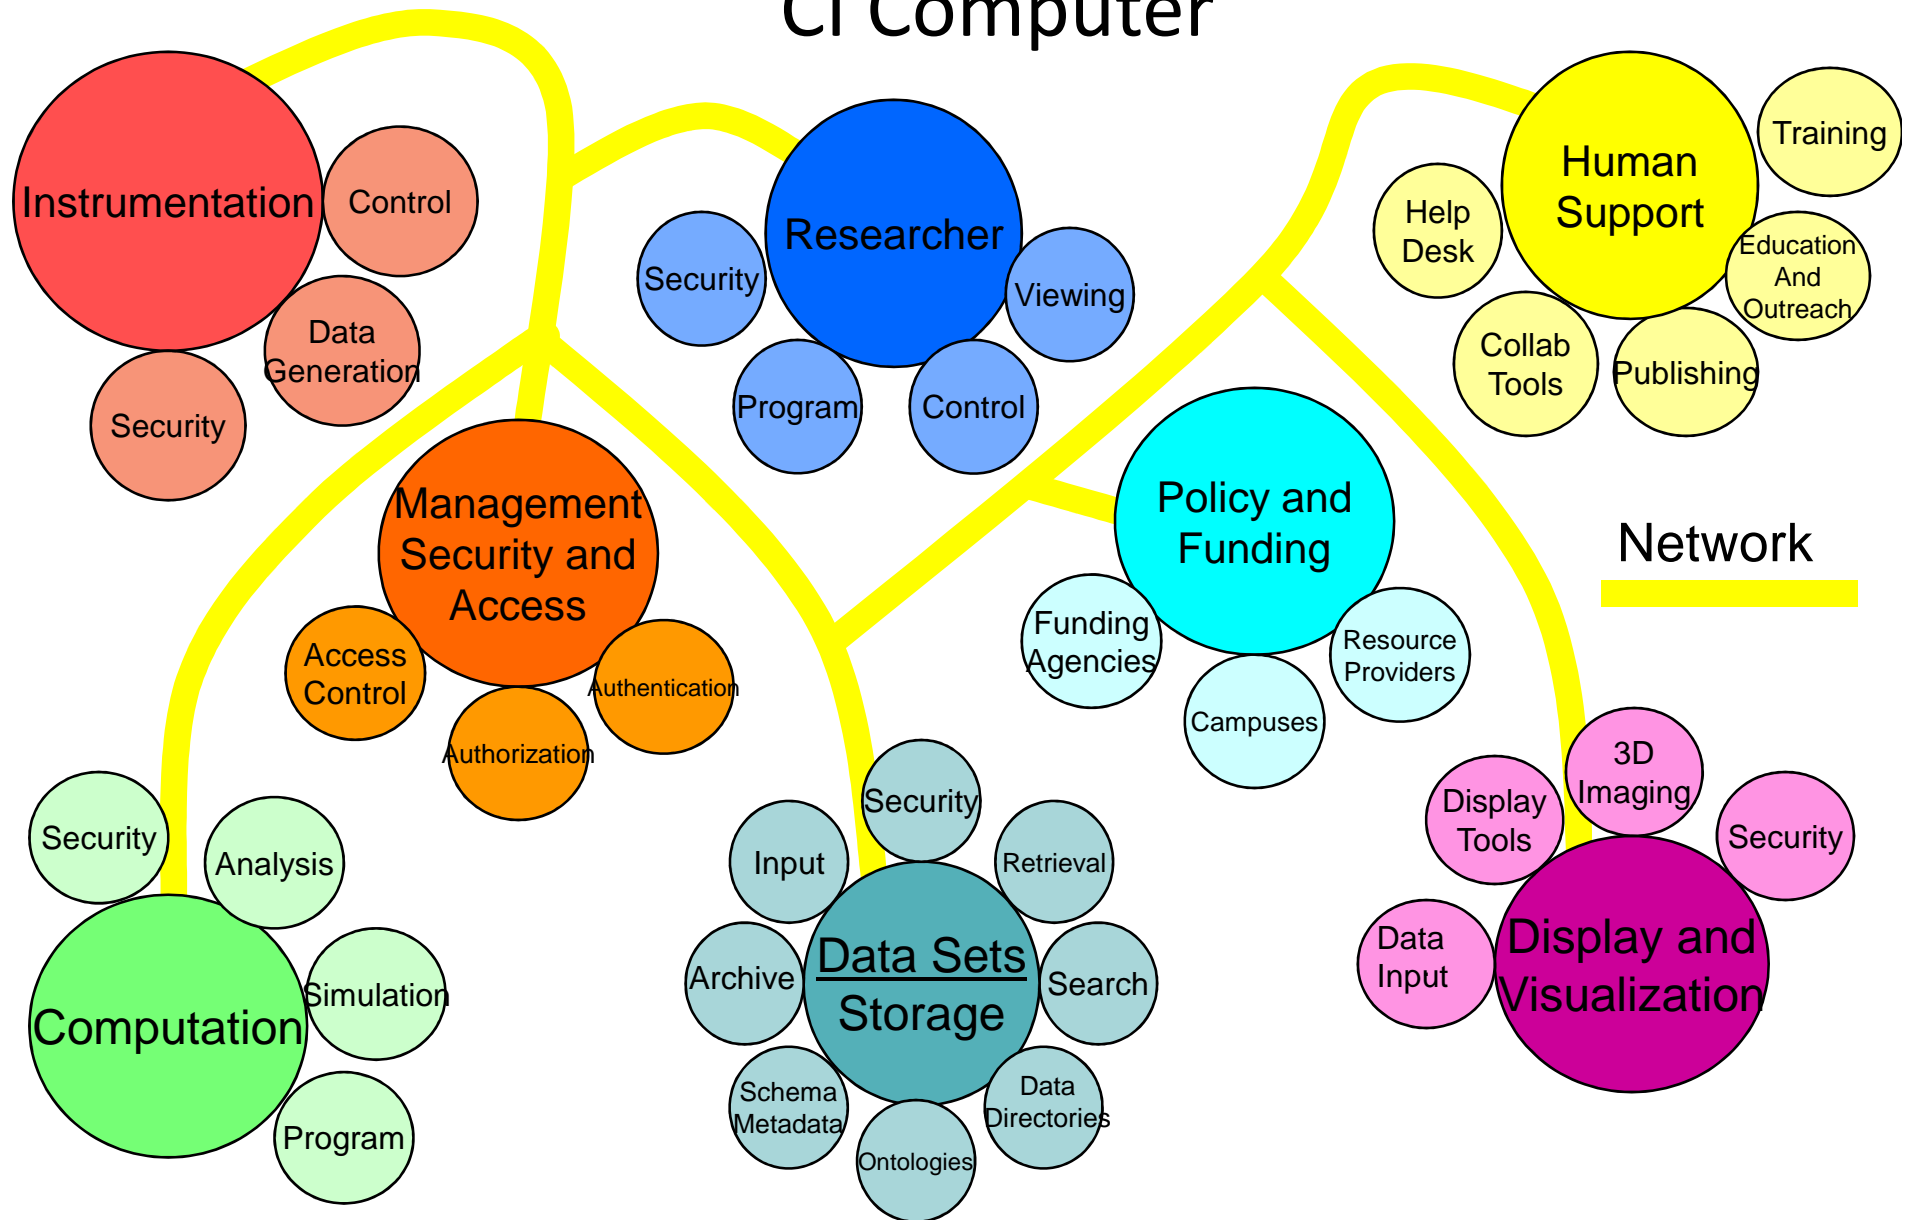 CI Computer
Instrumentation
Control
Data
Generation
Security
Researcher
Security
Viewing
Program
Control
Human
Support
Training
Help
Desk
Education
And
Outreach
Collab
Tools
Publishing
Management
Security and
Access
Access
Control
Authentication
Authorization
Policy and
Funding
Funding
Agencies
Resource
Providers
Campuses
Network
Computation
Security
Analysis
Simulation
Program
Data Sets
Storage
Security
Input
Retrieval
Archive
Search
Schema
Metadata
Data
Directories
Ontologies
Display and
Visualization
3D
Imaging
Display
Tools
Security
Data
Input